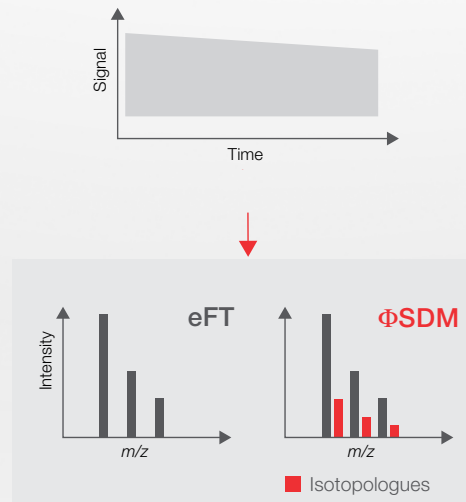 Signal
Time
eFT
ΦSDM
Intensity
m/z
m/z
Isotopologues